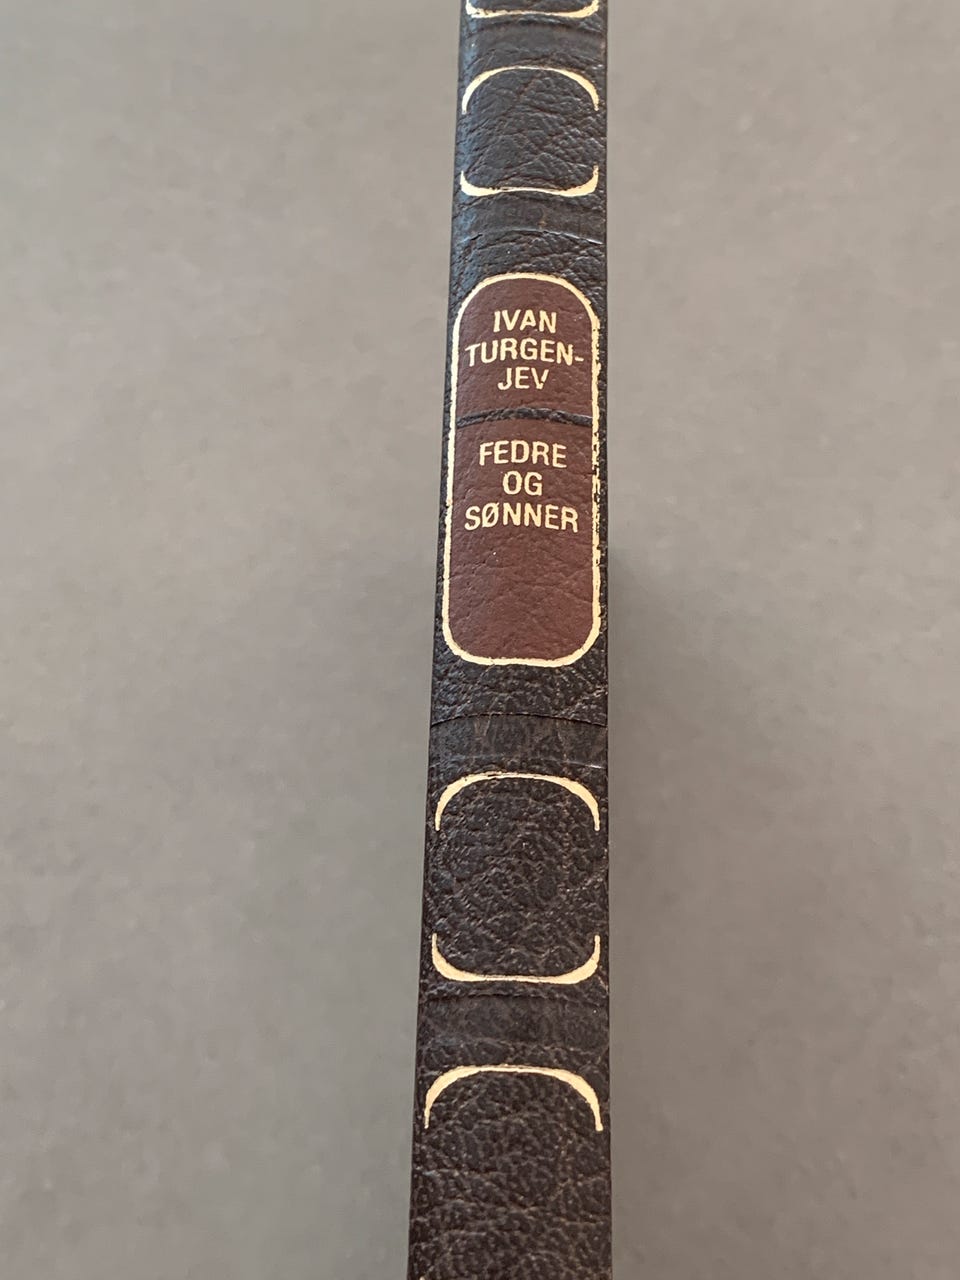 IVAN
TURGEN-
JEV
FEDRE
OG
SØNNER